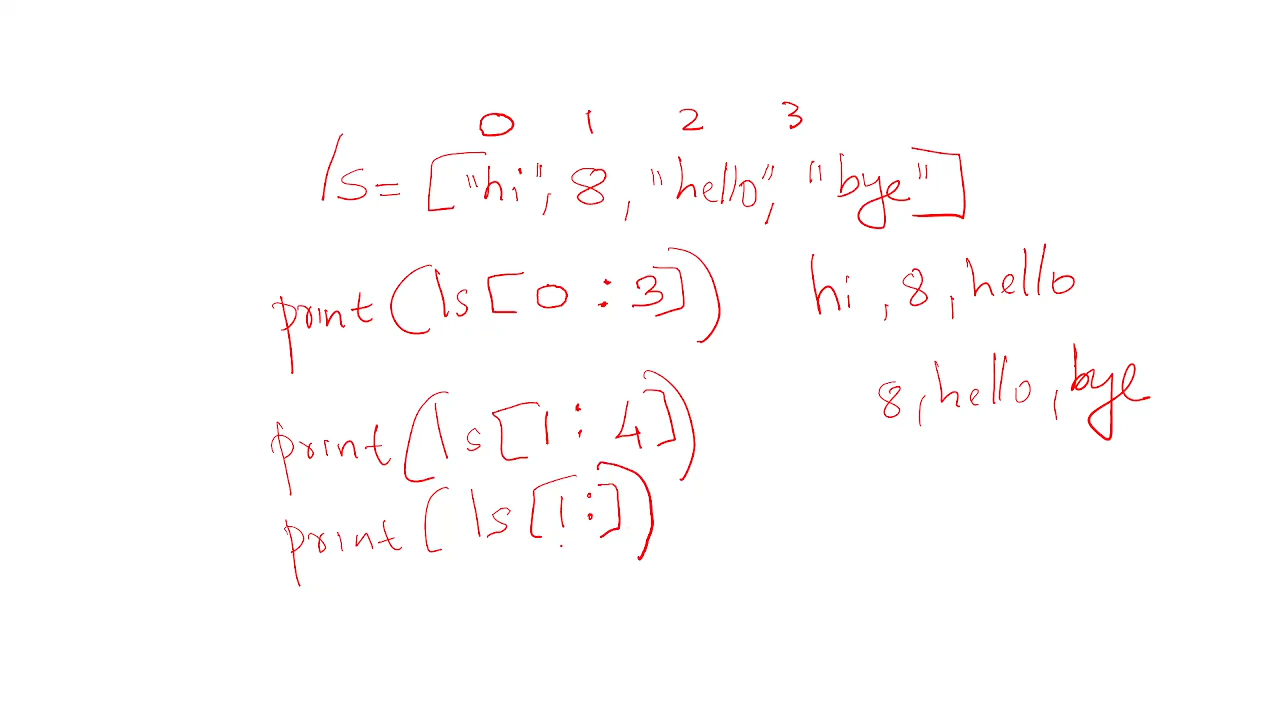 0 1 2 3
ls= ["hi", 8, "hello", "bye"]
print(ls[0:3]) hi, 8, hello
8, hello, bye
print(ls[1:4])
print(ls[1:])